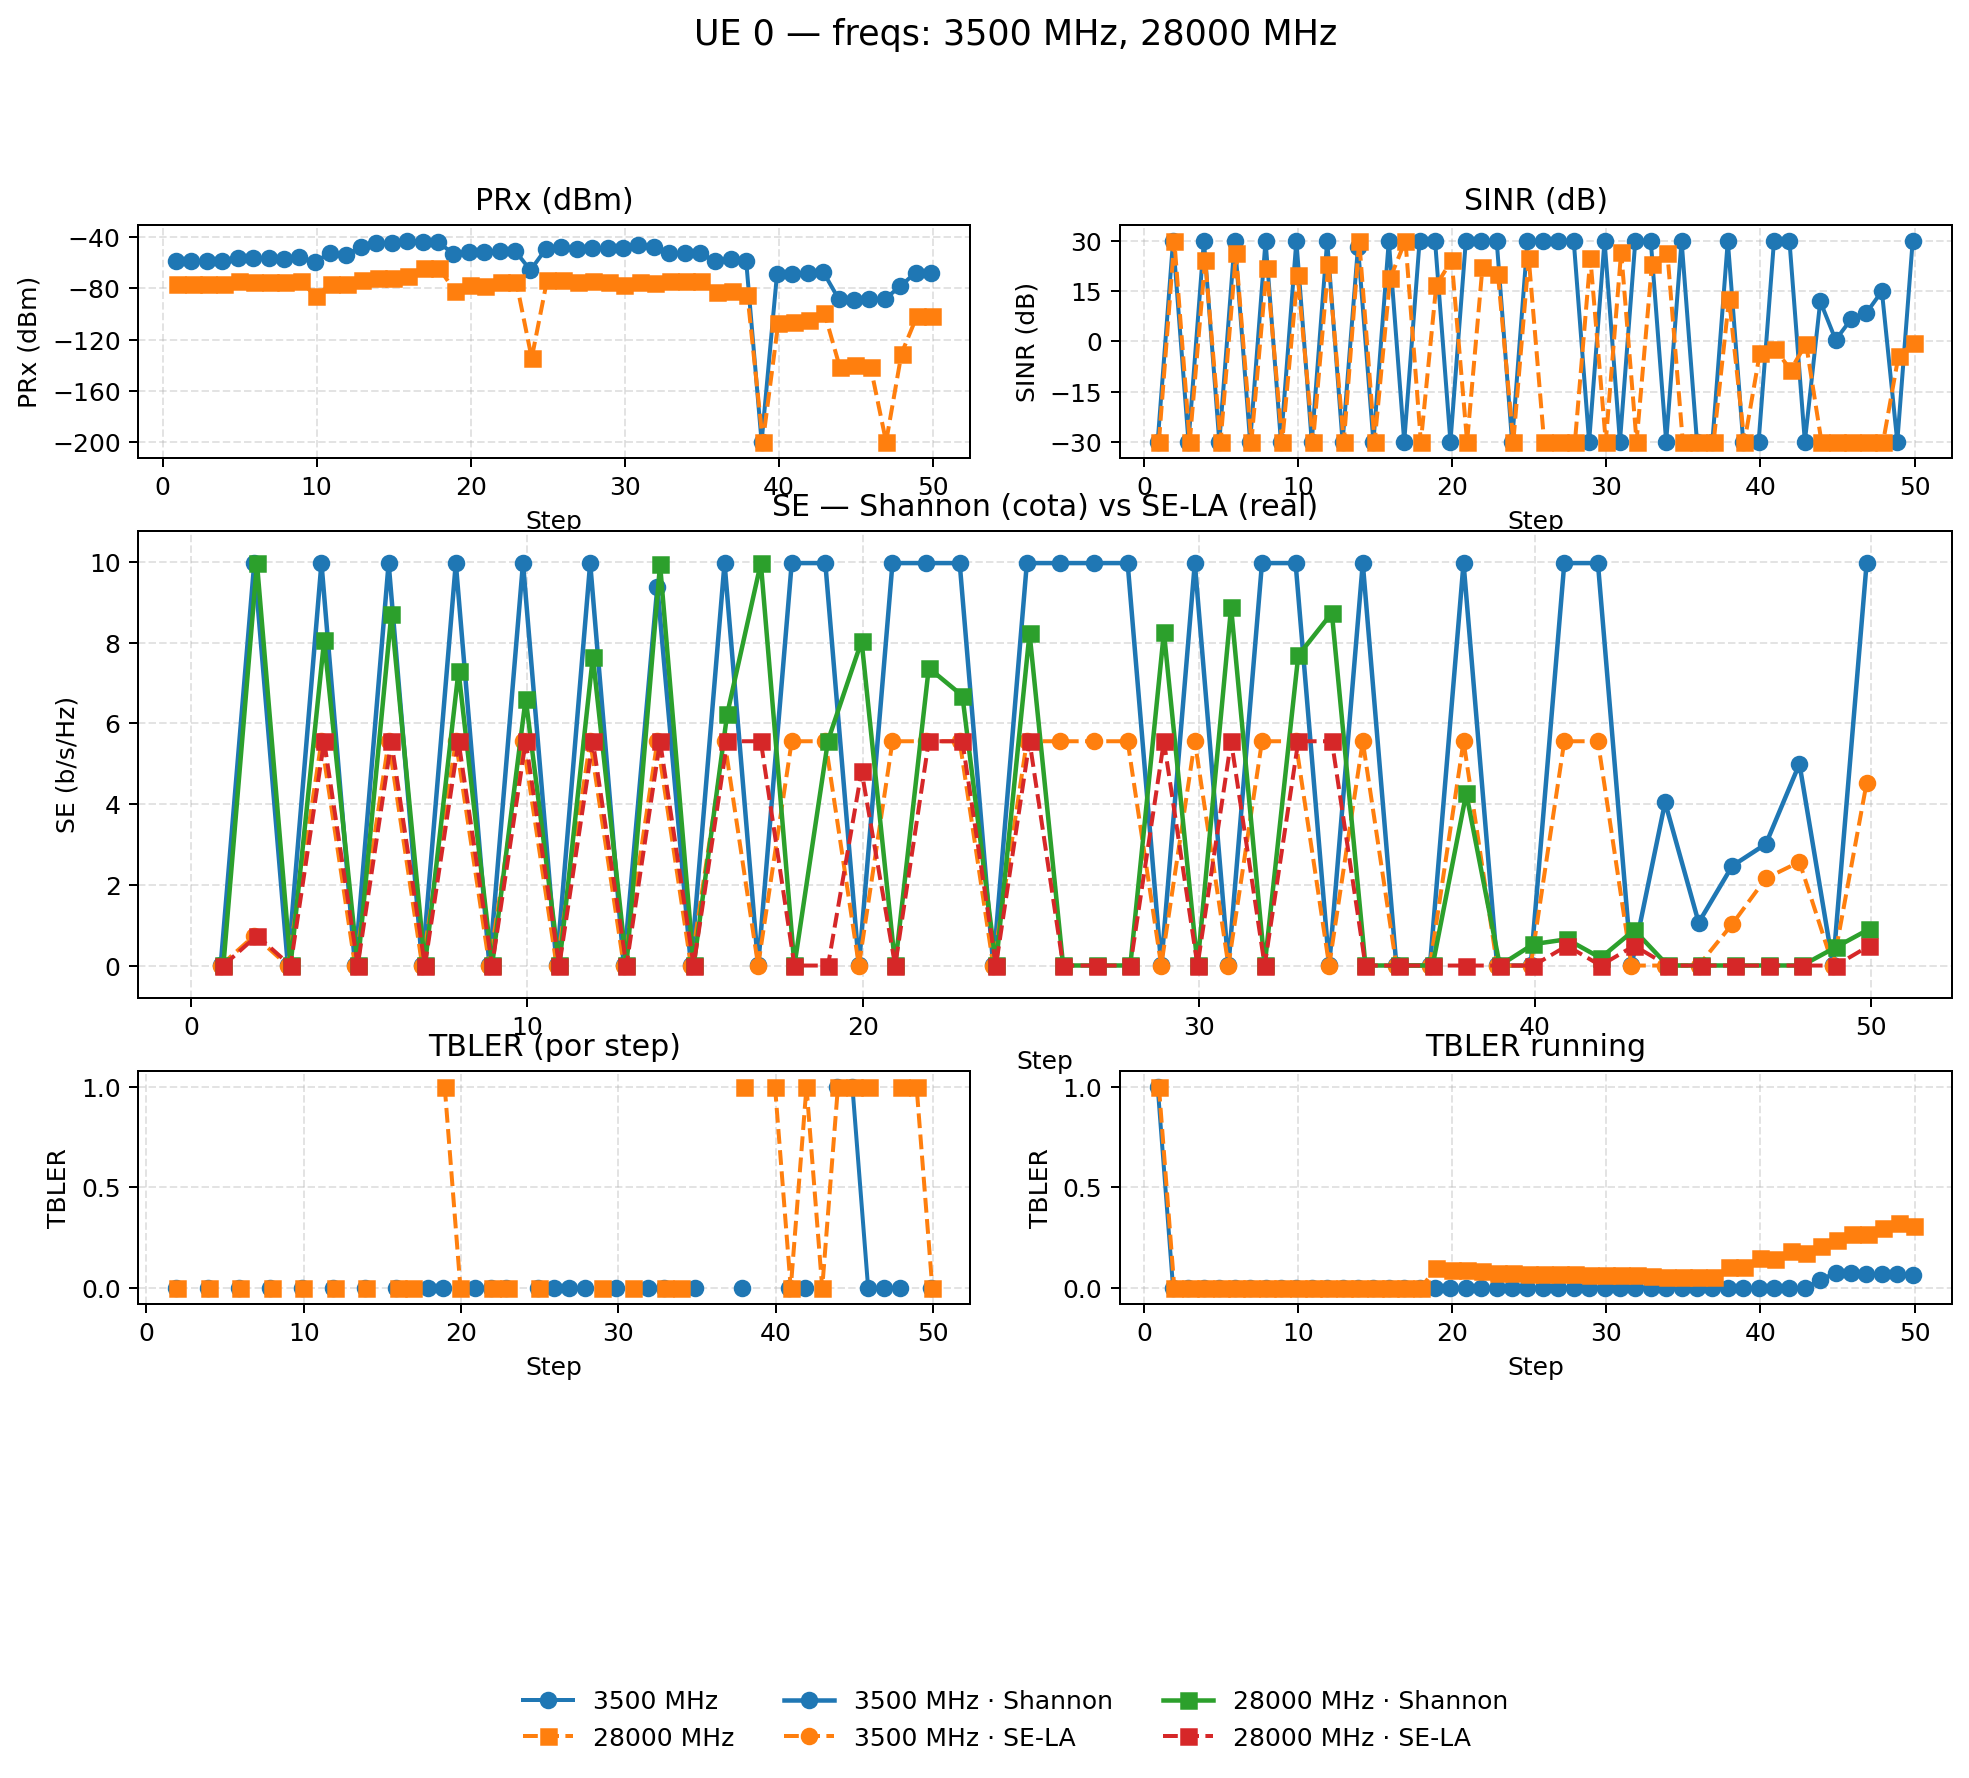 UE 0 — freqs: 3500 MHz, 28000 MHz
PRx (dBm)
PRx (dBm)
−40
−80
−120
−160
−200
0 10 20 30 40 50
Step
SINR (dB)
SINR (dB)
30
15
0
−15
−30
0 10 20 30 40 50
Step
SE — Shannon (cota) vs SE-LA (real)
SE (b/s/Hz)
10
8
6
4
2
0
0 10 20 30 40 50
Step
TBLER (por step)
TBLER
1.0
0.5
0.0
0 10 20 30 40 50
Step
TBLER running
TBLER
1.0
0.5
0.0
0 10 20 30 40 50
Step
3500 MHz
28000 MHz
3500 MHz · Shannon
3500 MHz · SE-LA
28000 MHz · Shannon
28000 MHz · SE-LA